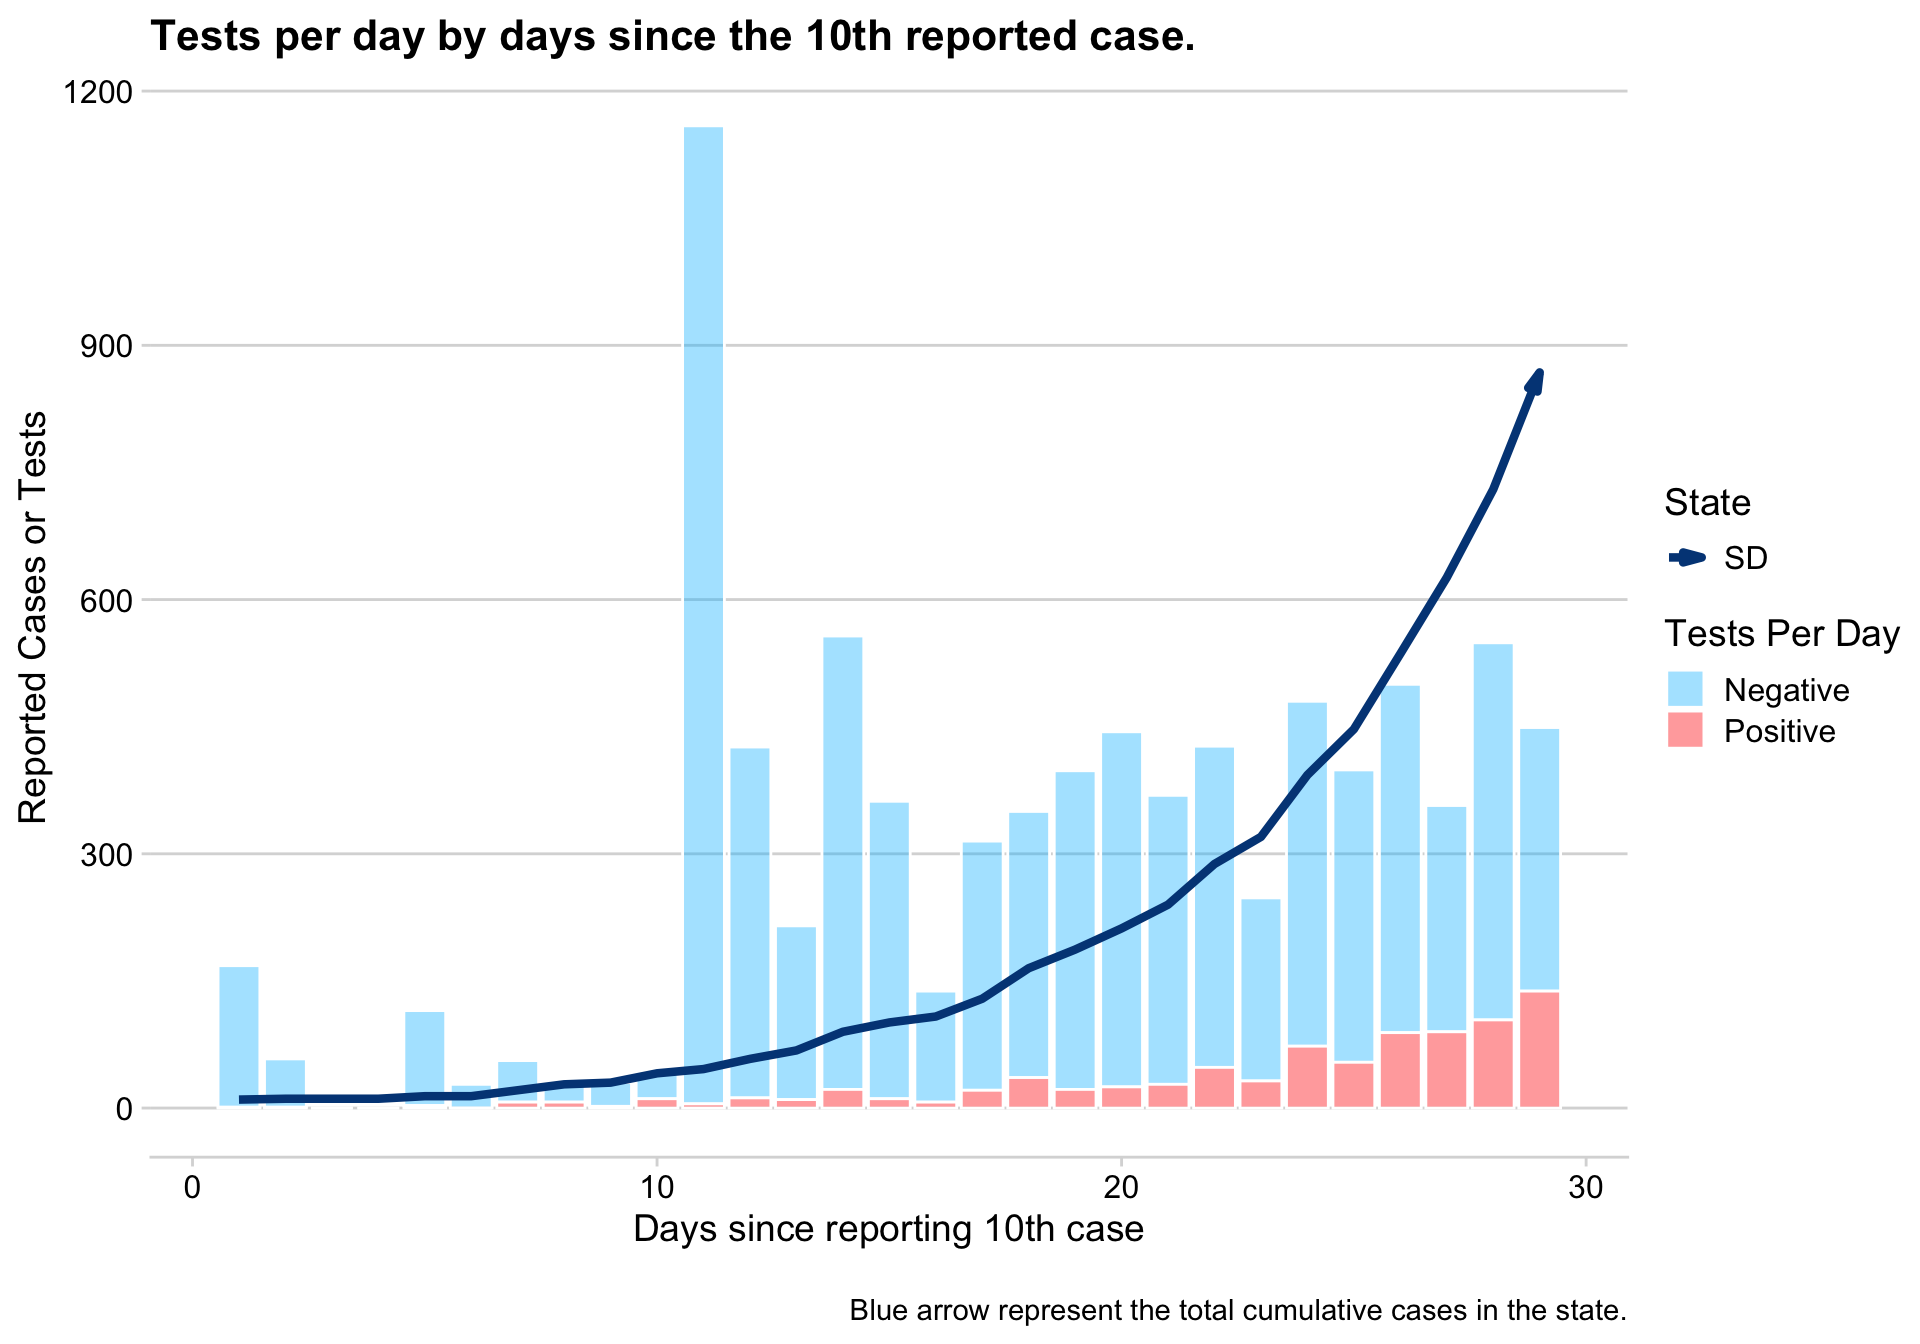 Tests per day by days since the 10th reported case.
1200
900
600
300
0
Reported Cases or Tests
0 10 20 30
Days since reporting 10th case
State
SD
Tests Per Day
Negative
Positive
Blue arrow represent the total cumulative cases in the state.